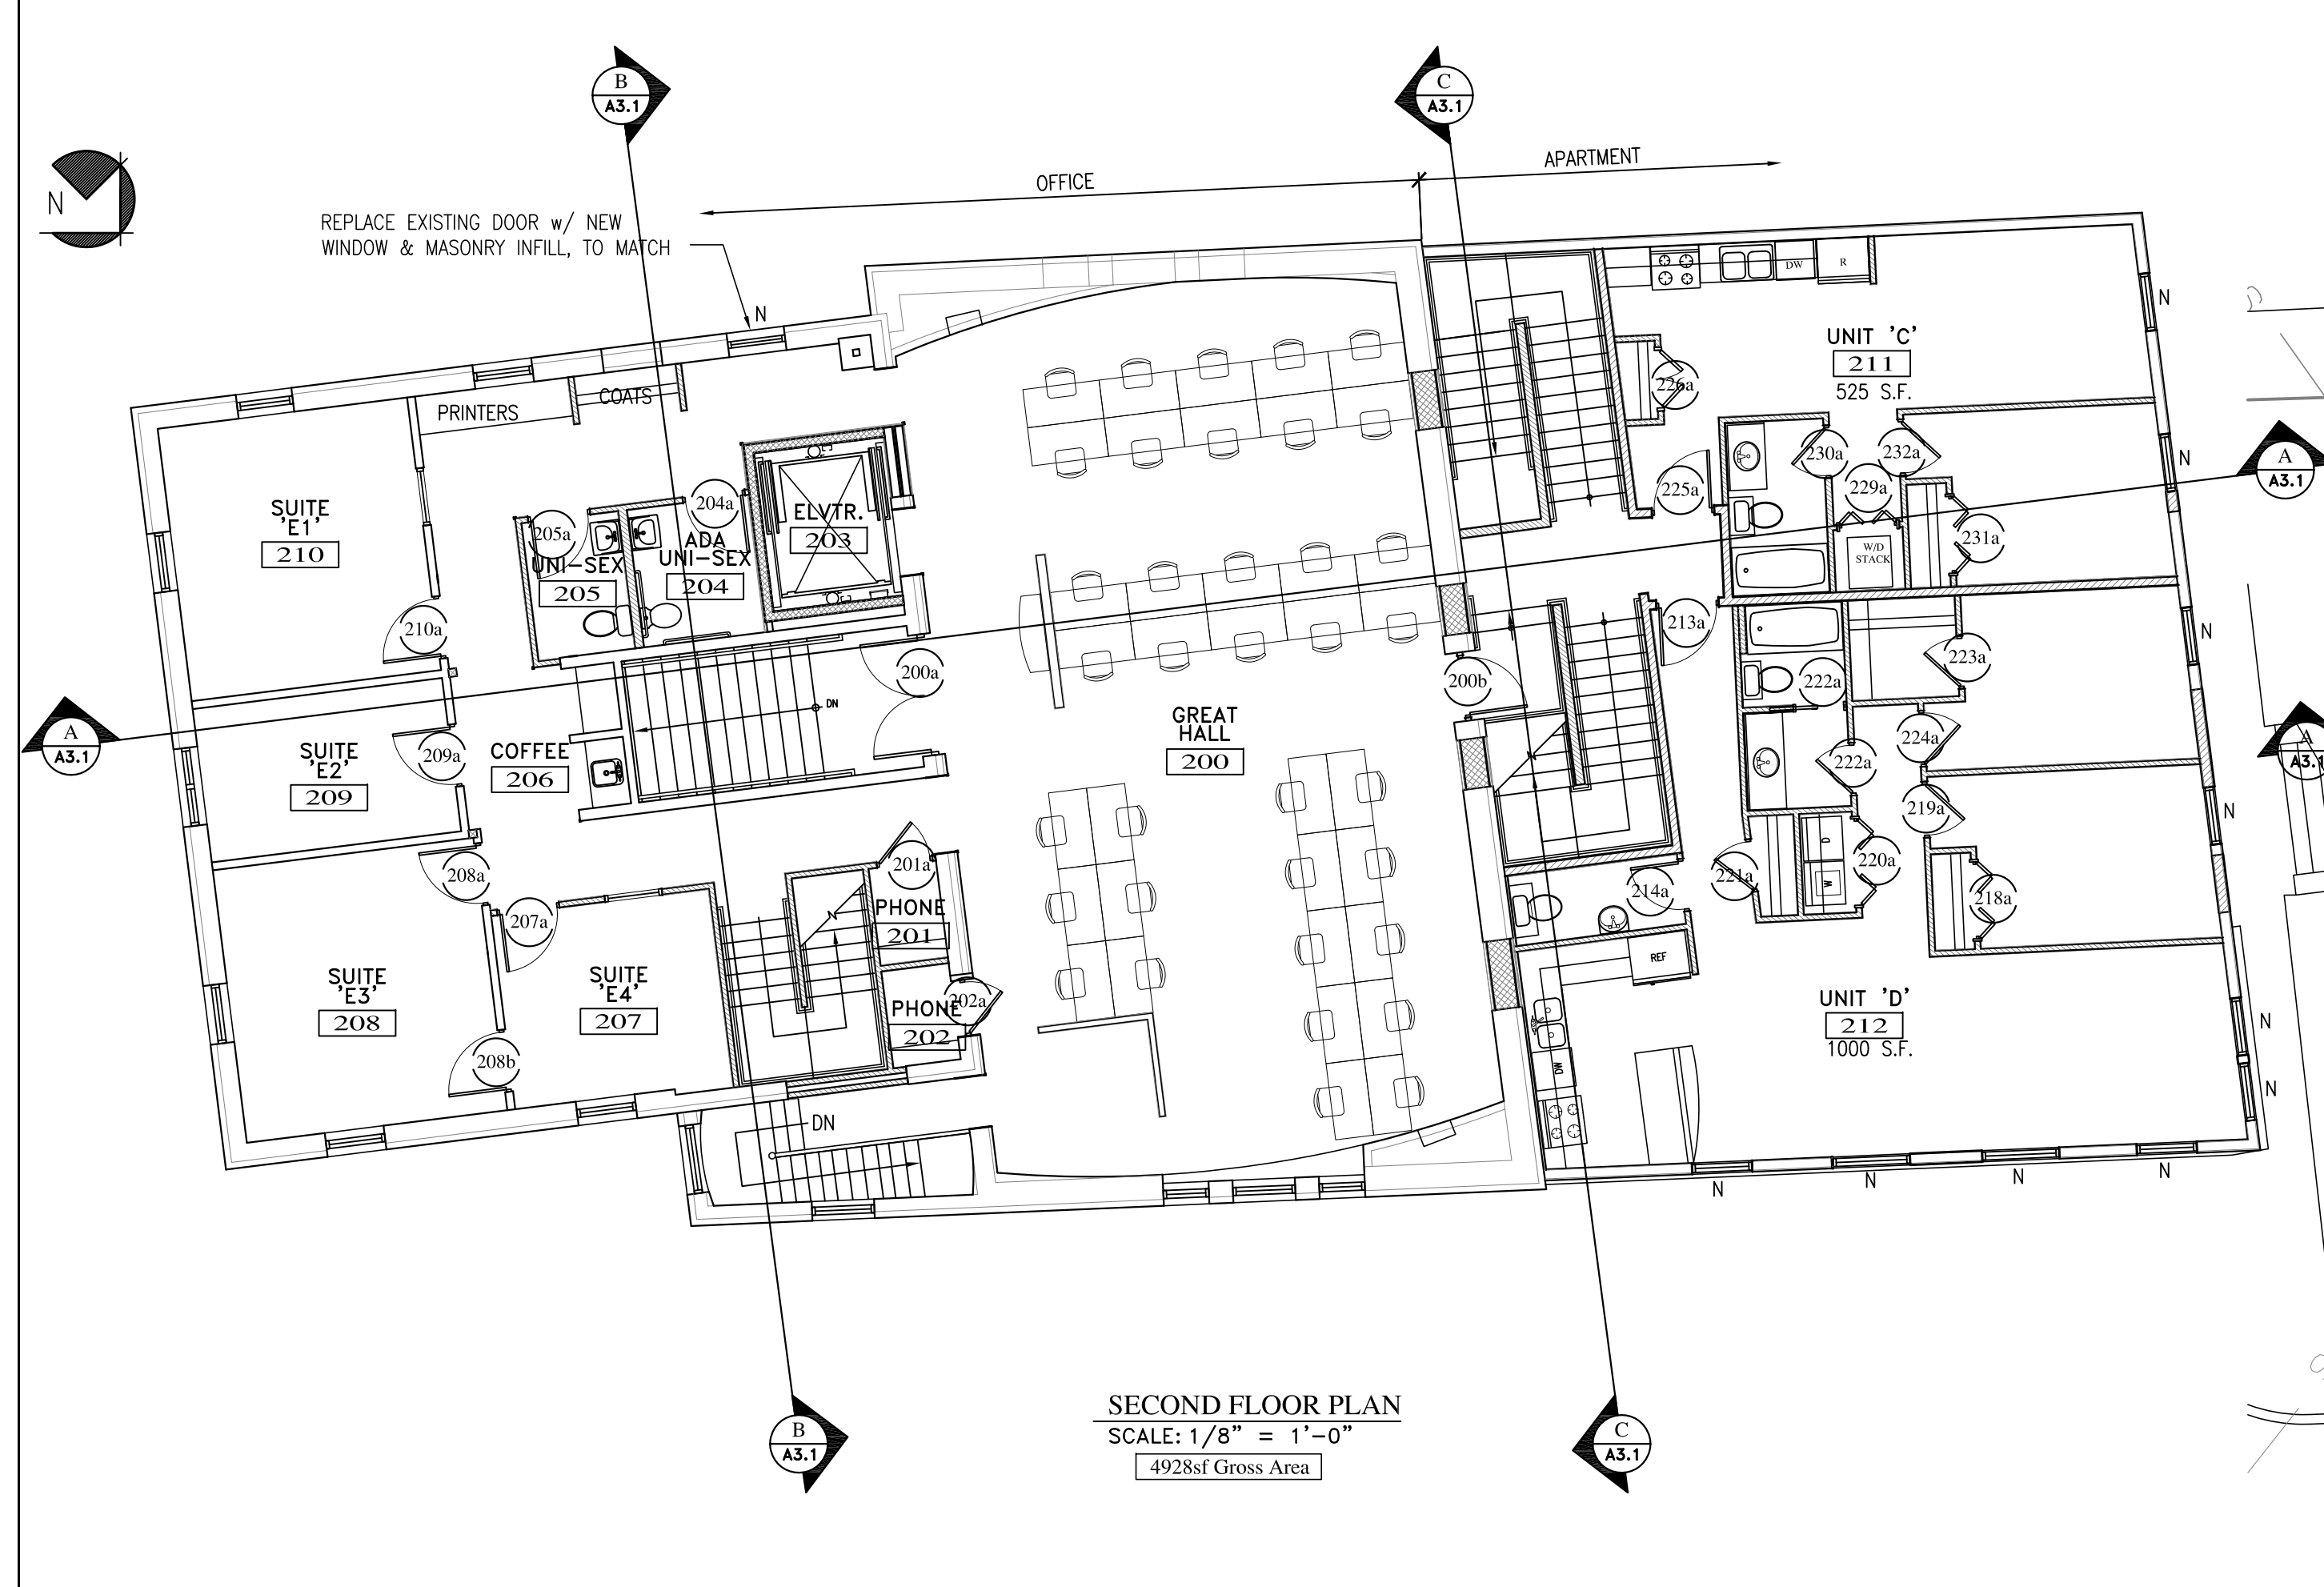 B
A3.1
C
A3.1
N
OFFICE
APARTMENT
REPLACE EXISTING DOOR w/ NEW
WINDOW & MASONRY INFILL, TO MATCH
N
DW
R
N
UNIT 'C'
211
525 S.F.
226a
PRINTERS
COATS
230a
232a
N
A
A3.1
229a
225a
204a
205a
SUITE
'E1'
210
ELVTR.
203
ADA
UNI-SEX
204
UNI-SEX
205
231a
W/D
STACK
210a
213a
N
223a
200a
200b
222a
DN
GREAT
HALL
200
A
A3.1
SUITE
'E2'
209
209a
COFFEE
206
224a
222a
A
A3.1
219a
N
208a
201a
D
W
220a
221a
214a
218a
207a
PHONE
201
SUITE
'E3'
208
SUITE
'E4'
207
202a
PHONE
202
REF
UNIT 'D'
212
1000 S.F.
N
208b
DW
N
DN
N
N
N
N
B
A3.1
C
A3.1
SECOND FLOOR PLAN
SCALE: 1/8" = 1'-0"
4928sf Gross Area